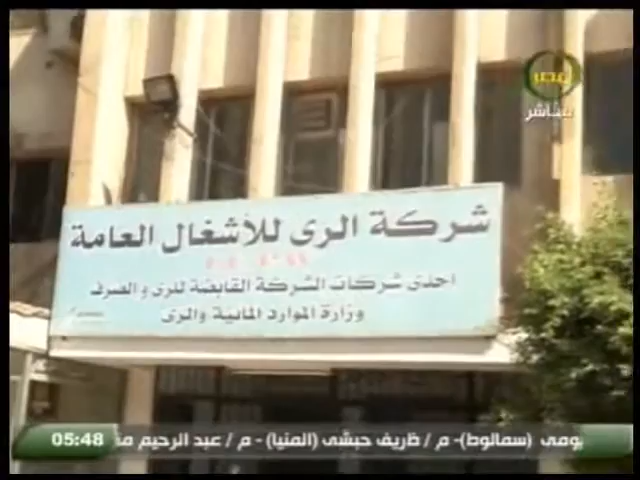 مصر
مباشر
شركة الرى للأشغال العامة
احدى شركات الشركة القابضة للرى والصرف
وزارة الموارد المائية والرى
يومى (سمالوط)- م / ظريف حبشى (المنيا)- م / عبد الرحيم
05:48